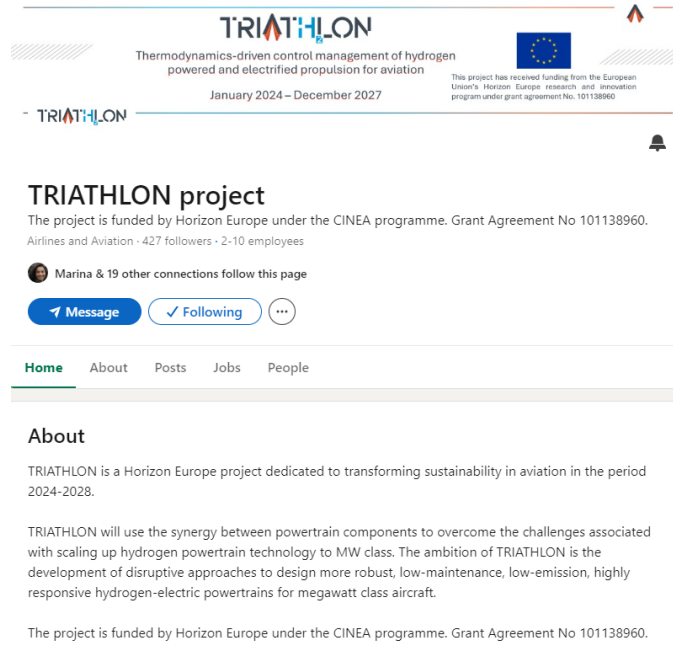 TRIATHLON
2
Thermodynamics-driven control management of hydrogen
powered and electrified propulsion for aviation
January 2024 – December 2027
This project has received funding from the European
Union's Horizon Europe research and innovation
program under grant agreement No. 101138960
TRIATHLON
2
TRIATHLON project
The project is funded by Horizon Europe under the CINEA programme. Grant Agreement No 101138960.
Airlines and Aviation · 427 followers · 2-10 employees
Marina & 19 other connections follow this page
Message
Following
Home About Posts Jobs People
About
TRIATHLON is a Horizon Europe project dedicated to transforming sustainability in aviation in the period
2024-2028.
TRIATHLON will use the synergy between powertrain components to overcome the challenges associated
with scaling up hydrogen powertrain technology to MW class. The ambition of TRIATHLON is the
development of disruptive approaches to design more robust, low-maintenance, low-emission, highly
responsive hydrogen-electric powertrains for megawatt class aircraft.
The project is funded by Horizon Europe under the CINEA programme. Grant Agreement No 101138960.